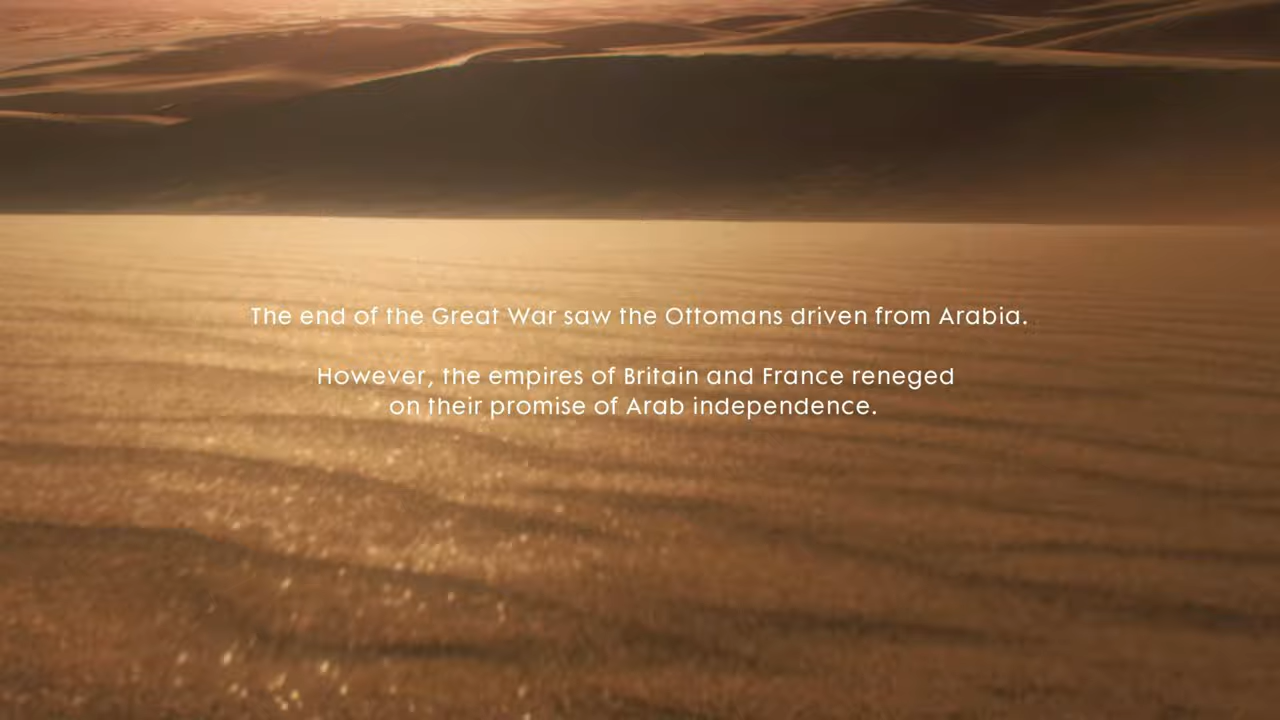 The end of the Great War saw the Ottomans driven from Arabia.
However, the empires of Britain and France reneged
on their promise of Arab independence.